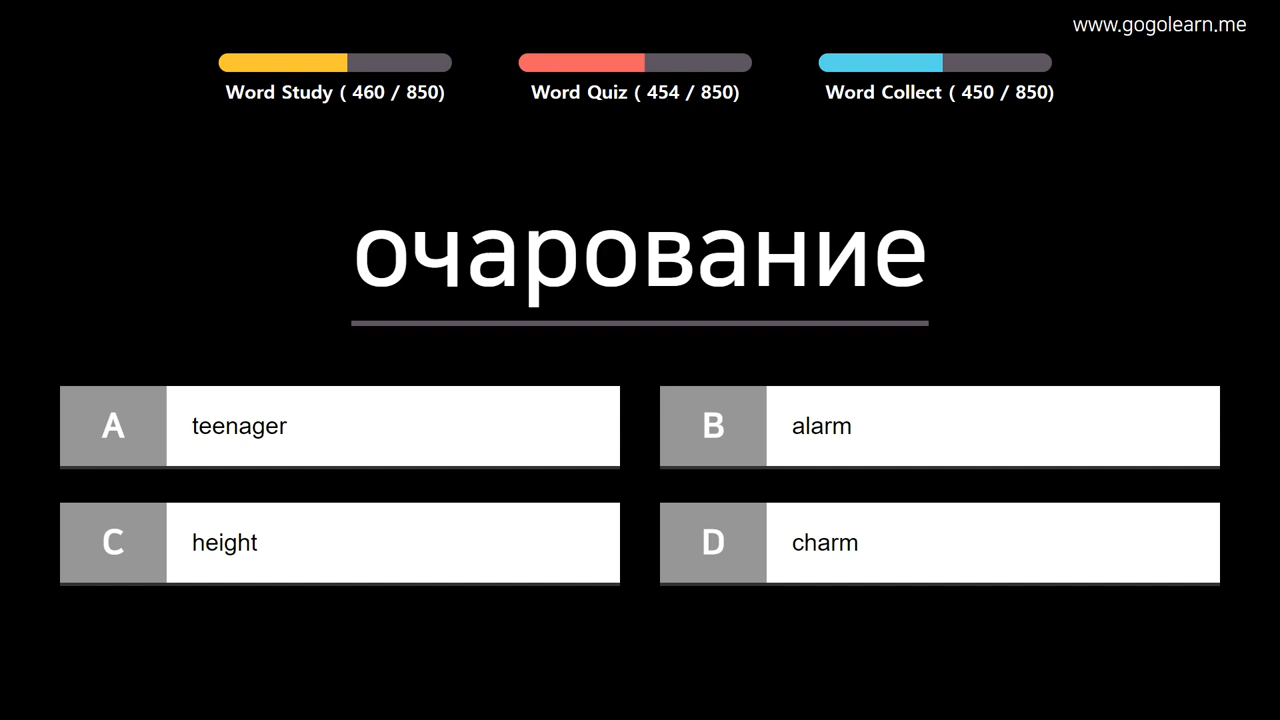 www.gogolearn.me
Word Study ( 460 / 850)
Word Quiz ( 454 / 850)
Word Collect ( 450 / 850)
очарование
A teenager
B alarm
C height
D charm